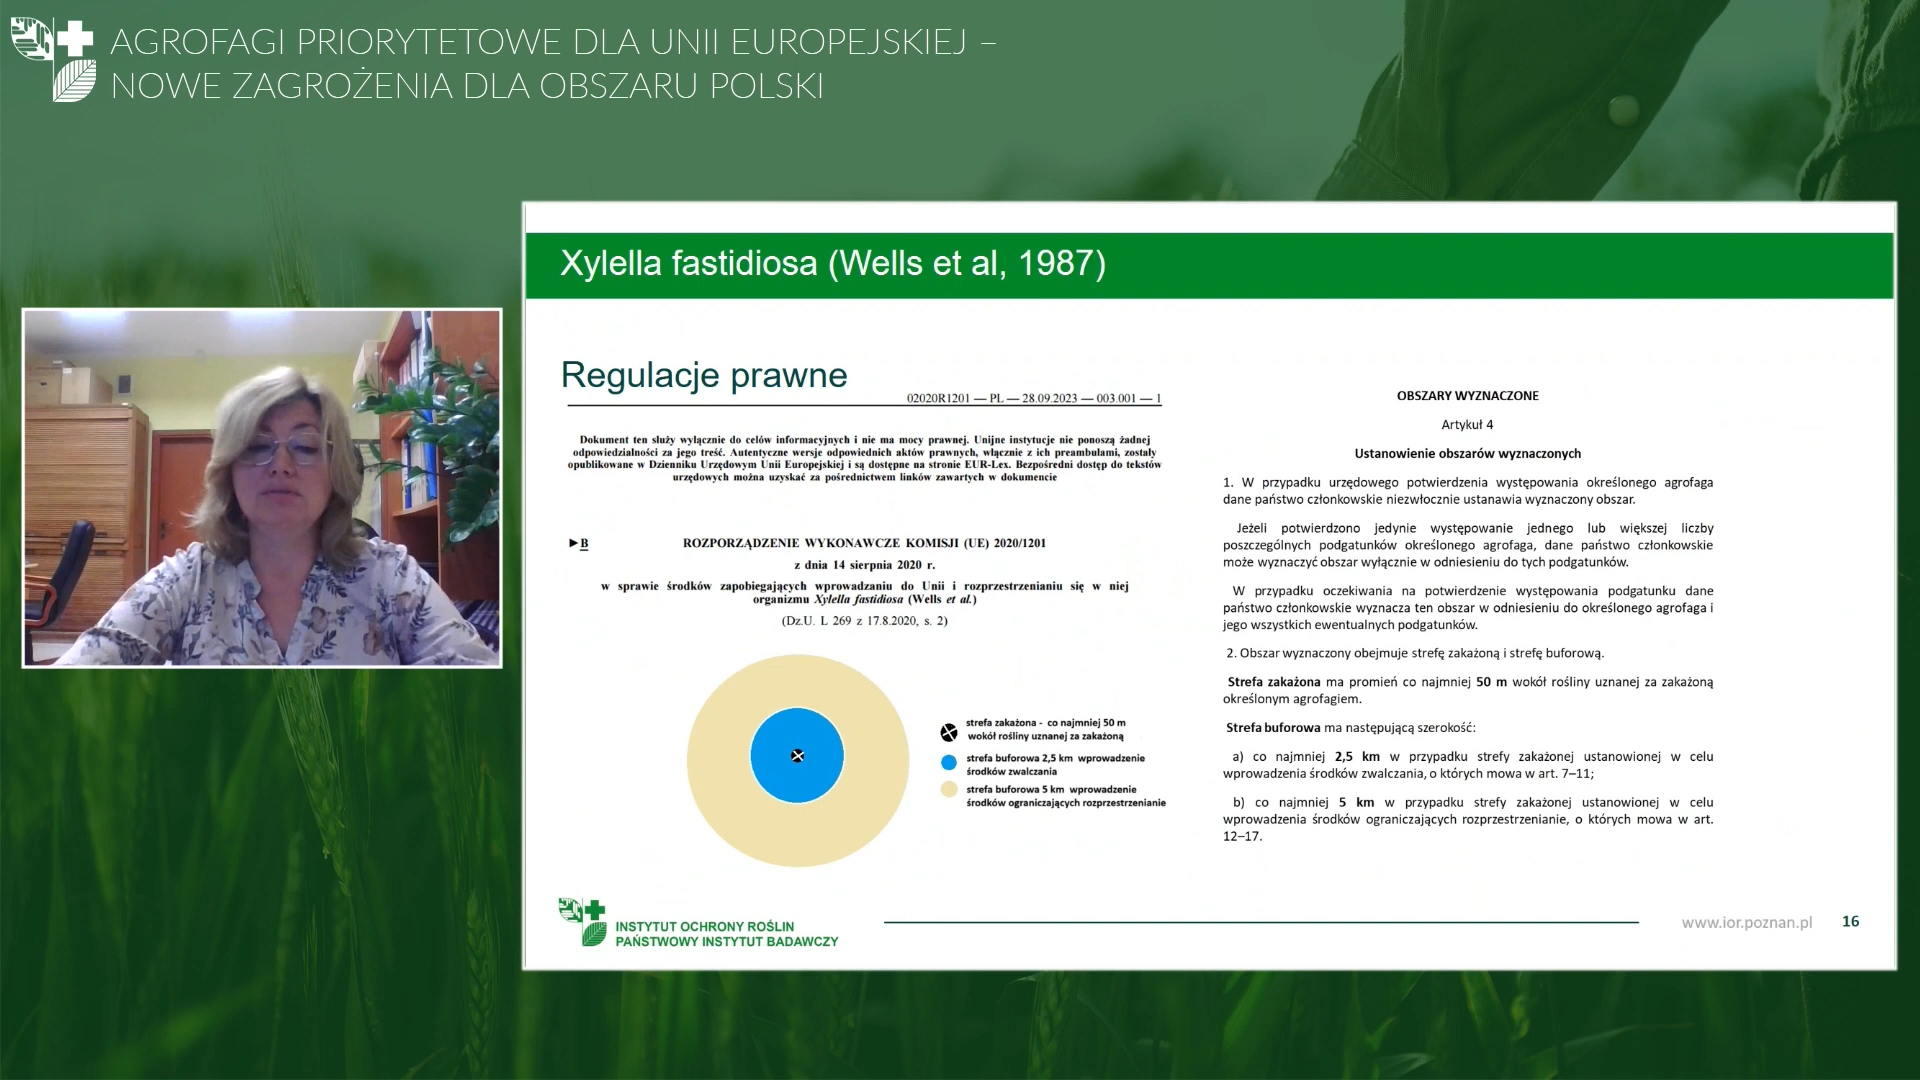 AGROFAGI PRIORYTETOWE DLA UNII EUROPEJSKIEJ –
NOWE ZAGROŻENIA DLA OBSZARU POLSKI
Xylella fastidiosa (Wells et al, 1987)
Regulacje prawne
02020R1201 — PL — 28.09.2023 — 003.001 — 1
Dokument ten służy wyłącznie do celów informacyjnych i nie ma mocy prawnej. Unijne instytucje nie ponoszą żadnej
odpowiedzialności za jego treść. Autentyczne wersje odpowiednich aktów prawnych, włącznie z ich preambułami, zostały
opublikowane w Dzienniku Urzędowym Unii Europejskiej i są dostępne na stronie EUR-Lex. Bezpośredni dostęp do tekstów
urzędowych można uzyskać za pośrednictwem linków zawartych w dokumencie
►B
ROZPORZĄDZENIE WYKONAWCZE KOMISJI (UE) 2020/1201
z dnia 14 sierpnia 2020 r.
w sprawie środków zapobiegających wprowadzaniu do Unii i rozprzestrzenianiu się w niej
organizmu Xylella fastidiosa (Wells et al.)
(Dz.U. L 269 z 17.8.2020, s. 2)
strefa zakażona - co najmniej 50 m
wokół rośliny uznanej za zakażoną
strefa buforowa 2,5 km wprowadzenie
środków zwalczania
strefa buforowa 5 km wprowadzenie
środków ograniczających rozprzestrzenianie
OBSZARY WYZNACZONE
Artykuł 4
Ustanowienie obszarów wyznaczonych
1. W przypadku urzędowego potwierdzenia występowania określonego agrofaga
dane państwo członkowskie niezwłocznie ustanawia wyznaczony obszar.
Jeżeli potwierdzono jedynie występowanie jednego lub większej liczby
poszczególnych podgatunków określonego agrofaga, dane państwo członkowskie
może wyznaczyć obszar wyłącznie w odniesieniu do tych podgatunków.
W przypadku oczekiwania na potwierdzenie występowania podgatunku dane
państwo członkowskie wyznacza ten obszar w odniesieniu do określonego agrofaga i
jego wszystkich ewentualnych podgatunków.
2. Obszar wyznaczony obejmuje strefę zakażoną i strefę buforową.
Strefa zakażona ma promień co najmniej 50 m wokół rośliny uznanej za zakażoną
określonym agrofagiem.
Strefa buforowa ma następującą szerokość:
a) co najmniej 2,5 km w przypadku strefy zakażonej ustanowionej w celu
wprowadzenia środków zwalczania, o których mowa w art. 7–11;
b) co najmniej 5 km w przypadku strefy zakażonej ustanowionej w celu
wprowadzenia środków ograniczających rozprzestrzenianie, o których mowa w art.
12–17.
INSTYTUT OCHRONY ROŚLIN
PAŃSTWOWY INSTYTUT BADAWCZY
www.ior.poznan.pl 16